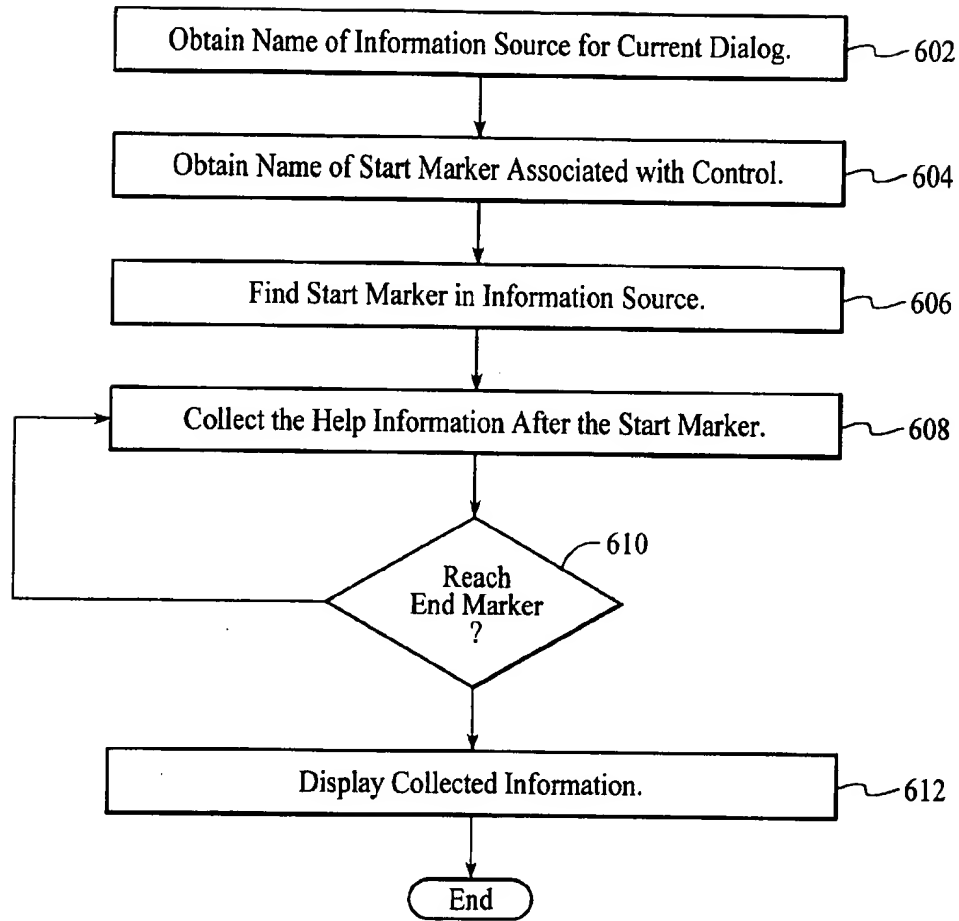 Obtain Name of Information Source for Current Dialog.
602
Obtain Name of Start Marker Associated with Control.
604
Find Start Marker in Information Source.
606
Collect the Help Information After the Start Marker.
608
610
Reach
End Marker
?
Display Collected Information.
612
End